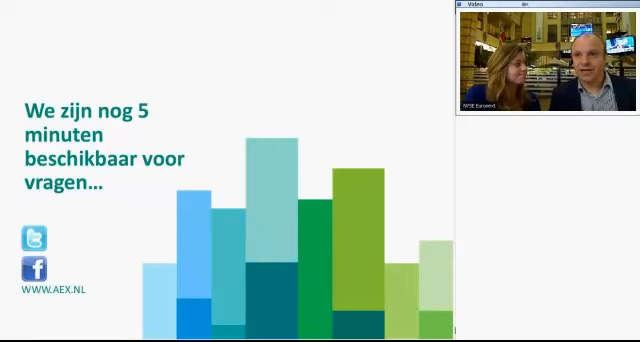 Video
NYSE Euronext
We zijn nog 5
minuten
beschikbaar voor
vragen...
WWW.AEX.NL